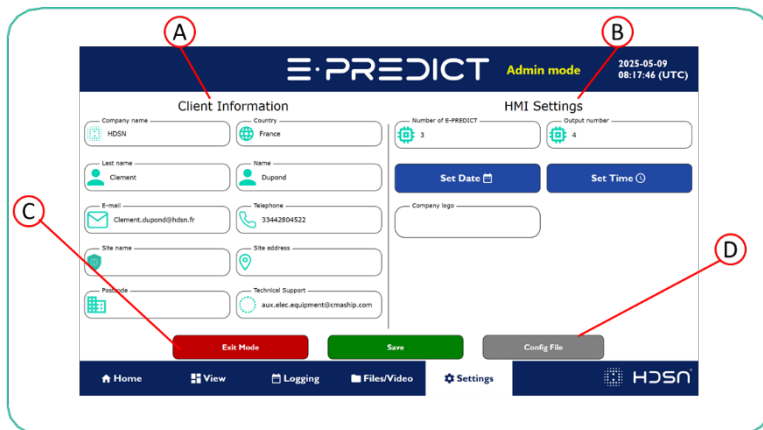 A
B
E·PREDICT
Admin mode
2025-05-09
08:17:46 (UTC)
Client Information
HMI Settings
Company name
HDSN
Country
France
Number of E-PREDICT
3
Output number
4
Last name
Clement
Name
Dupond
Set Date
Set Time
C
E-mail
Clement.dupond@hdsn.fr
Telephone
33442804522
Company logo
Site name
Site address
D
Postcode
Technical Support
aux.elec.equipment@cmaship.com
Exit Mode
Save
Config File
Home
View
Logging
Files/Video
Settings
HDSN